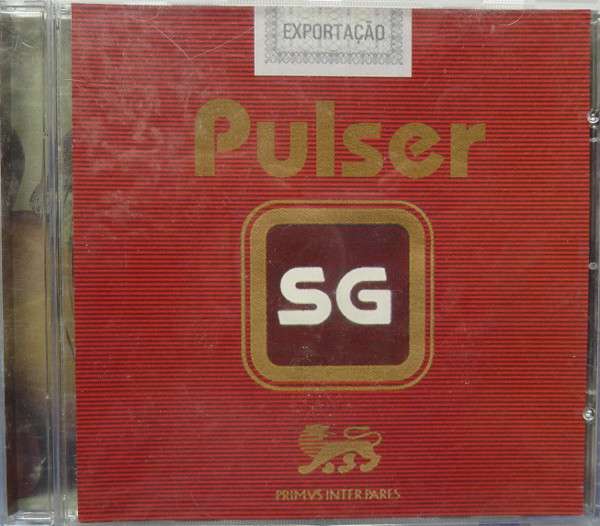 EXPORTAÇÃO
Pulser
SG
PRIMVS INTER PARES